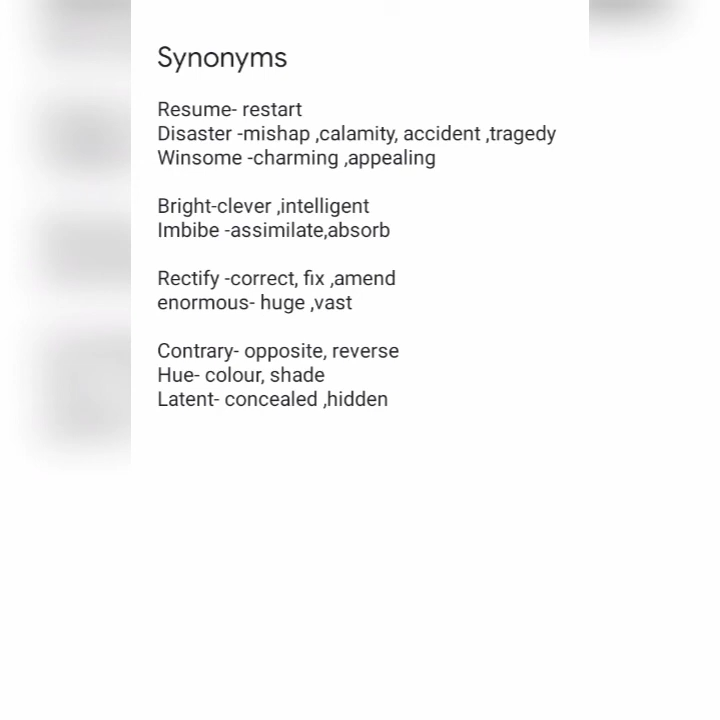 Synonyms
Resume- restart
Disaster -mishap ,calamity, accident ,tragedy
Winsome -charming ,appealing
Bright-clever ,intelligent
Imbibe -assimilate,absorb
Rectify -correct, fix ,amend
enormous- huge ,vast
Contrary- opposite, reverse
Hue- colour, shade
Latent- concealed ,hidden